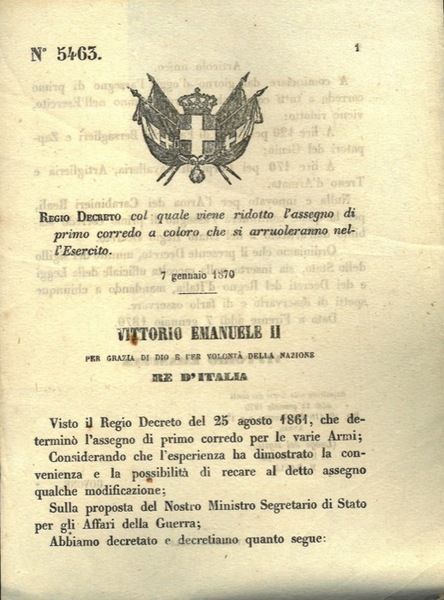 N° 5463.
1
REGIO DECRETO col quale viene ridotto l'assegno di
primo corredo a coloro che si arruoleranno nel-
l'Esercito.
7 gennaio 1870
VITTORIO EMANUELE II
PER GRAZIA DI DIO E PER VOLONTÀ DELLA NAZIONE
RE D'ITALIA
Visto il Regio Decreto del 25 agosto 1861, che de-
terminò l'assegno di primo corredo per le varie Armi;
Considerando che l'esperienza ha dimostrato la con-
venienza e la possibilità di recare al detto assegno
qualche modificazione;
Sulla proposta del Nostro Ministro Segretario di Stato
per gli Affari della Guerra;
Abbiamo decretato e decretiamo quanto segue: